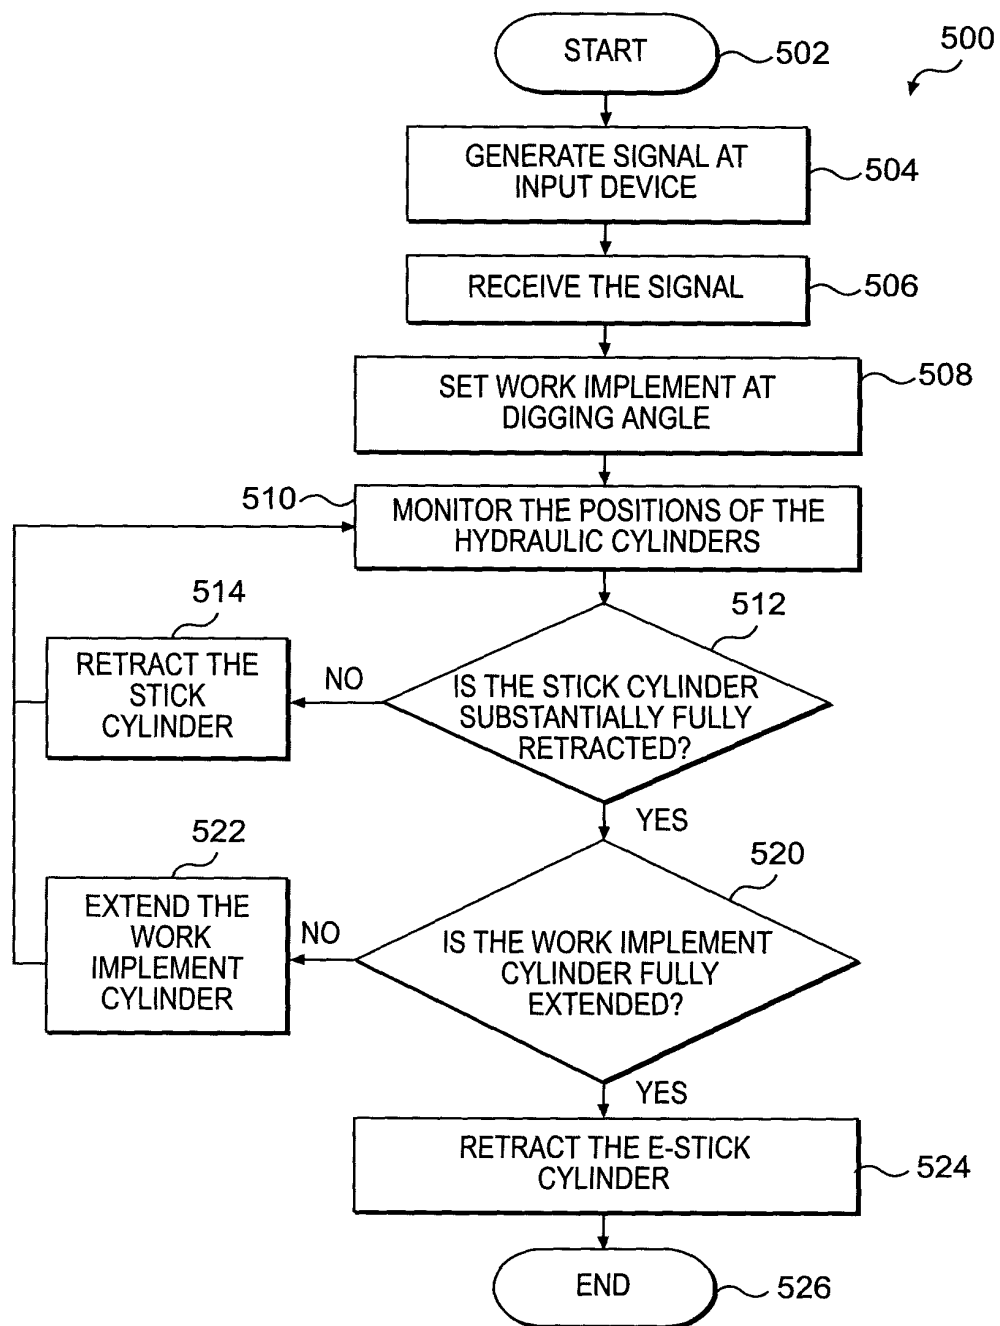 START
502
500
GENERATE SIGNAL AT
INPUT DEVICE
504
RECEIVE THE SIGNAL
506
SET WORK IMPLEMENT AT
DIGGING ANGLE
508
510
MONITOR THE POSITIONS OF THE
HYDRAULIC CYLINDERS
514
RETRACT THE
STICK
CYLINDER
NO
512
IS THE STICK CYLINDER
SUBSTANTIALLY FULLY
RETRACTED?
YES
522
EXTEND THE
WORK
IMPLEMENT
CYLINDER
NO
520
IS THE WORK IMPLEMENT
CYLINDER FULLY
EXTENDED?
YES
RETRACT THE E-STICK
CYLINDER
524
END
526